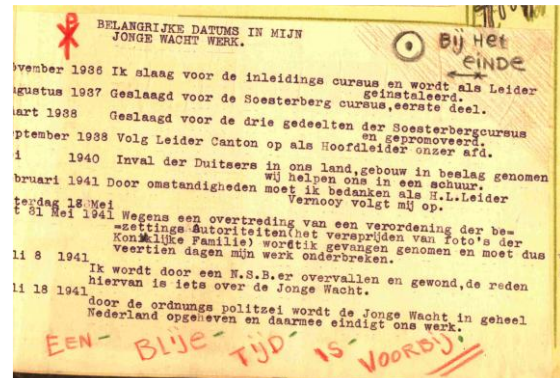 BELANGRIJKE DATUMS IN MIJN
JONGE WACHT WERK.
Bij Het
einde
ovember 1936 Ik slaag voor de inleidings cursus en wordt als Leider
geinstaleerd.
ugustus 1937 Geslaagd voor de Soesterberg cursus,eerste deel.
aart 1938 Geslaagd voor de drie gedeelten der Soesterbergcursus
en gepromoveerd.
eptember 1938 Volg Leider Canton op als Hoofdleider onzer afd.
i 1940 Inval der Duitsers in ons land,gebouw in beslag genomen
wij helpen ons in een schuur.
bruari 1941 Door omstandigheden moet ik bedanken als H.L.Leider
Vernooy volgt mij op.
terdag 18 Mei
t 31 Mei 1941 Wegens een overtreding van een verordening der be=
=zettings autoriteiten(het versprijden van foto's der
Koniklijke Familie) wordtik gevangen genomen en moet dus
veertien dagen mijn werk onderbreken.
li 8 1941
Ik wordt door een N.S.B.er overvallen en gewond,de reden
hiervan is iets over de Jonge Wacht.
li 18 1941
door de ordnungs politzei wordt de Jonge Wacht in geheel
Nederland opgeheven en daarmee eindigt ons werk.
EEN- BLIJE- TIJD- IS- VOORBIJ.